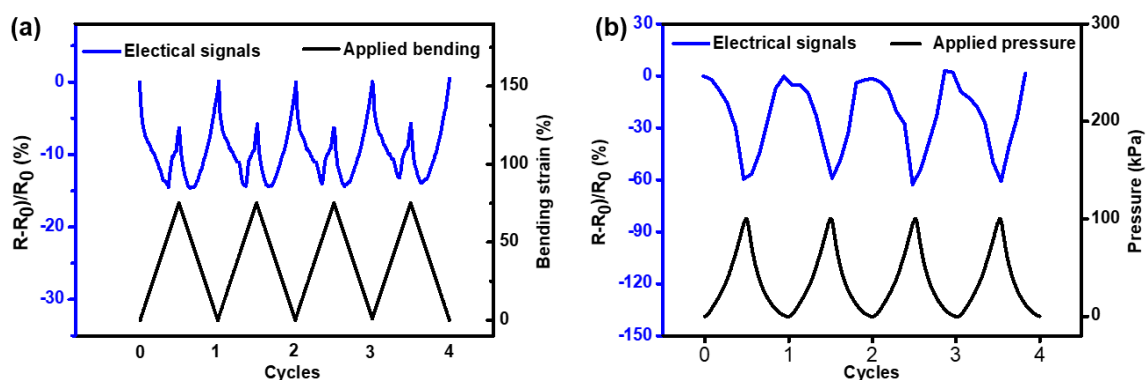 (a)
Electical signals
Applied bending
R-R0)/R0 (%)
0
-10
-20
-30
150
100
50
0
Bending strain (%)
0 1 2 3 4
Cycles
(b)
Electrical signals
Applied pressure
R-R0)/R0 (%)
30
0
-30
-60
-90
-120
-150
300
200
100
0
Pressure (kPa)
0 1 2 3 4
Cycles